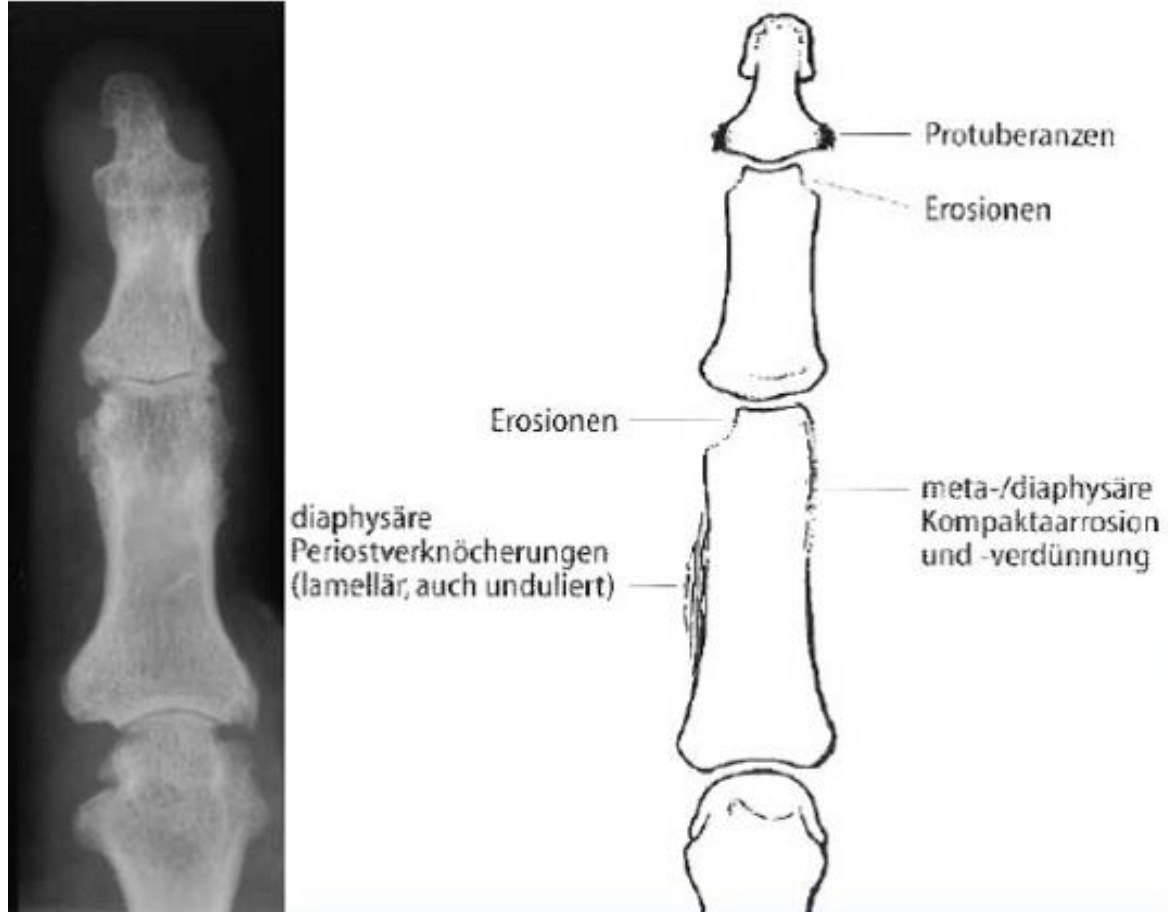 Protuberanzen
Erosionen
Erosionen
meta-/diaphysäre
Kompaktaarrosion
und -verdünnung
diaphysäre
Periostverknöcherungen
(lamellär, auch unduliert)